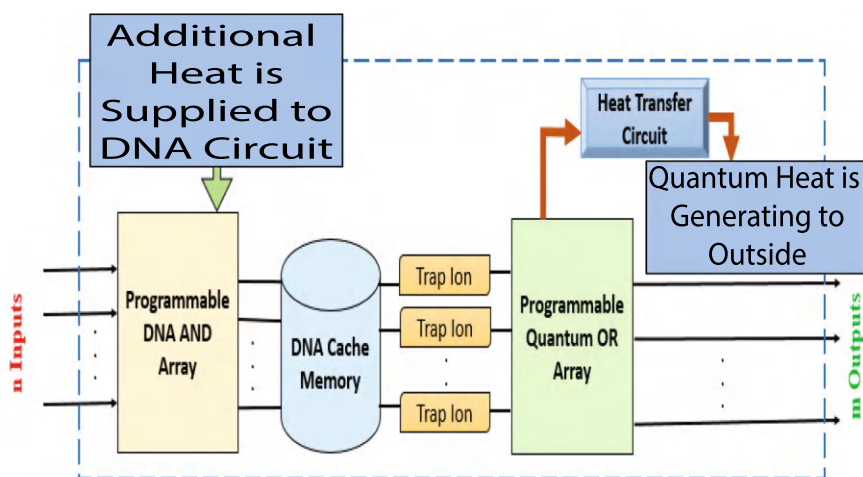 Additional
Heat is
Supplied to
DNA Circuit
Heat Transfer
Circuit
Quantum Heat is
Generating to
Outside
n Inputs
Programmable
DNA AND
Array
DNA Cache
Memory
Trap Ion
Trap Ion
Trap Ion
Programmable
Quantum OR
Array
m Outputs